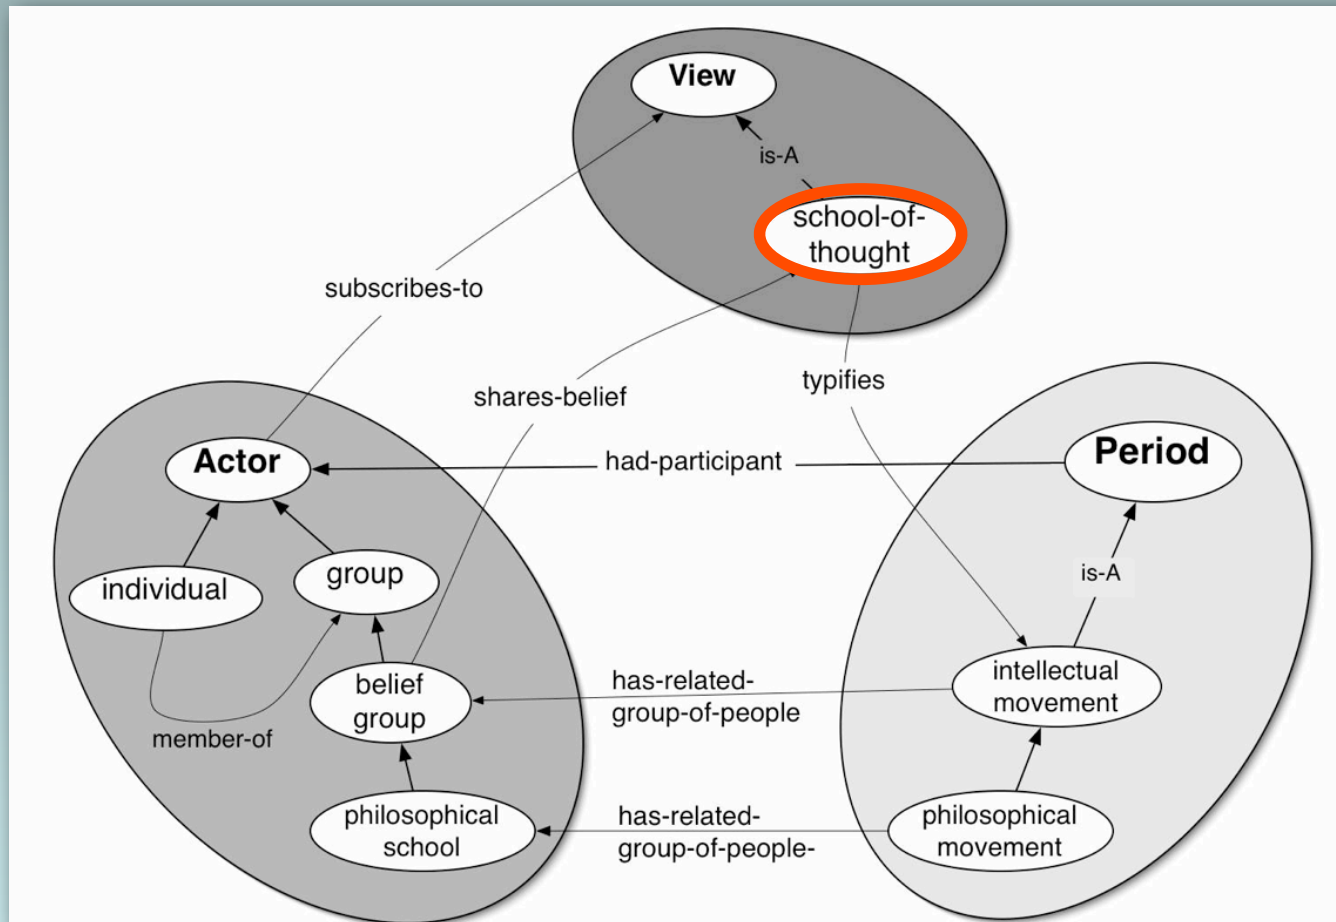 View
is-A
school-of-
thought
subscribes-to
typifies
shares-belief
Actor
had-participant
Period
individual
group
is-A
belief
group
has-related-
group-of-people
intellectual
movement
member-of
philosophical
school
has-related-
group-of-people-
philosophical
movement